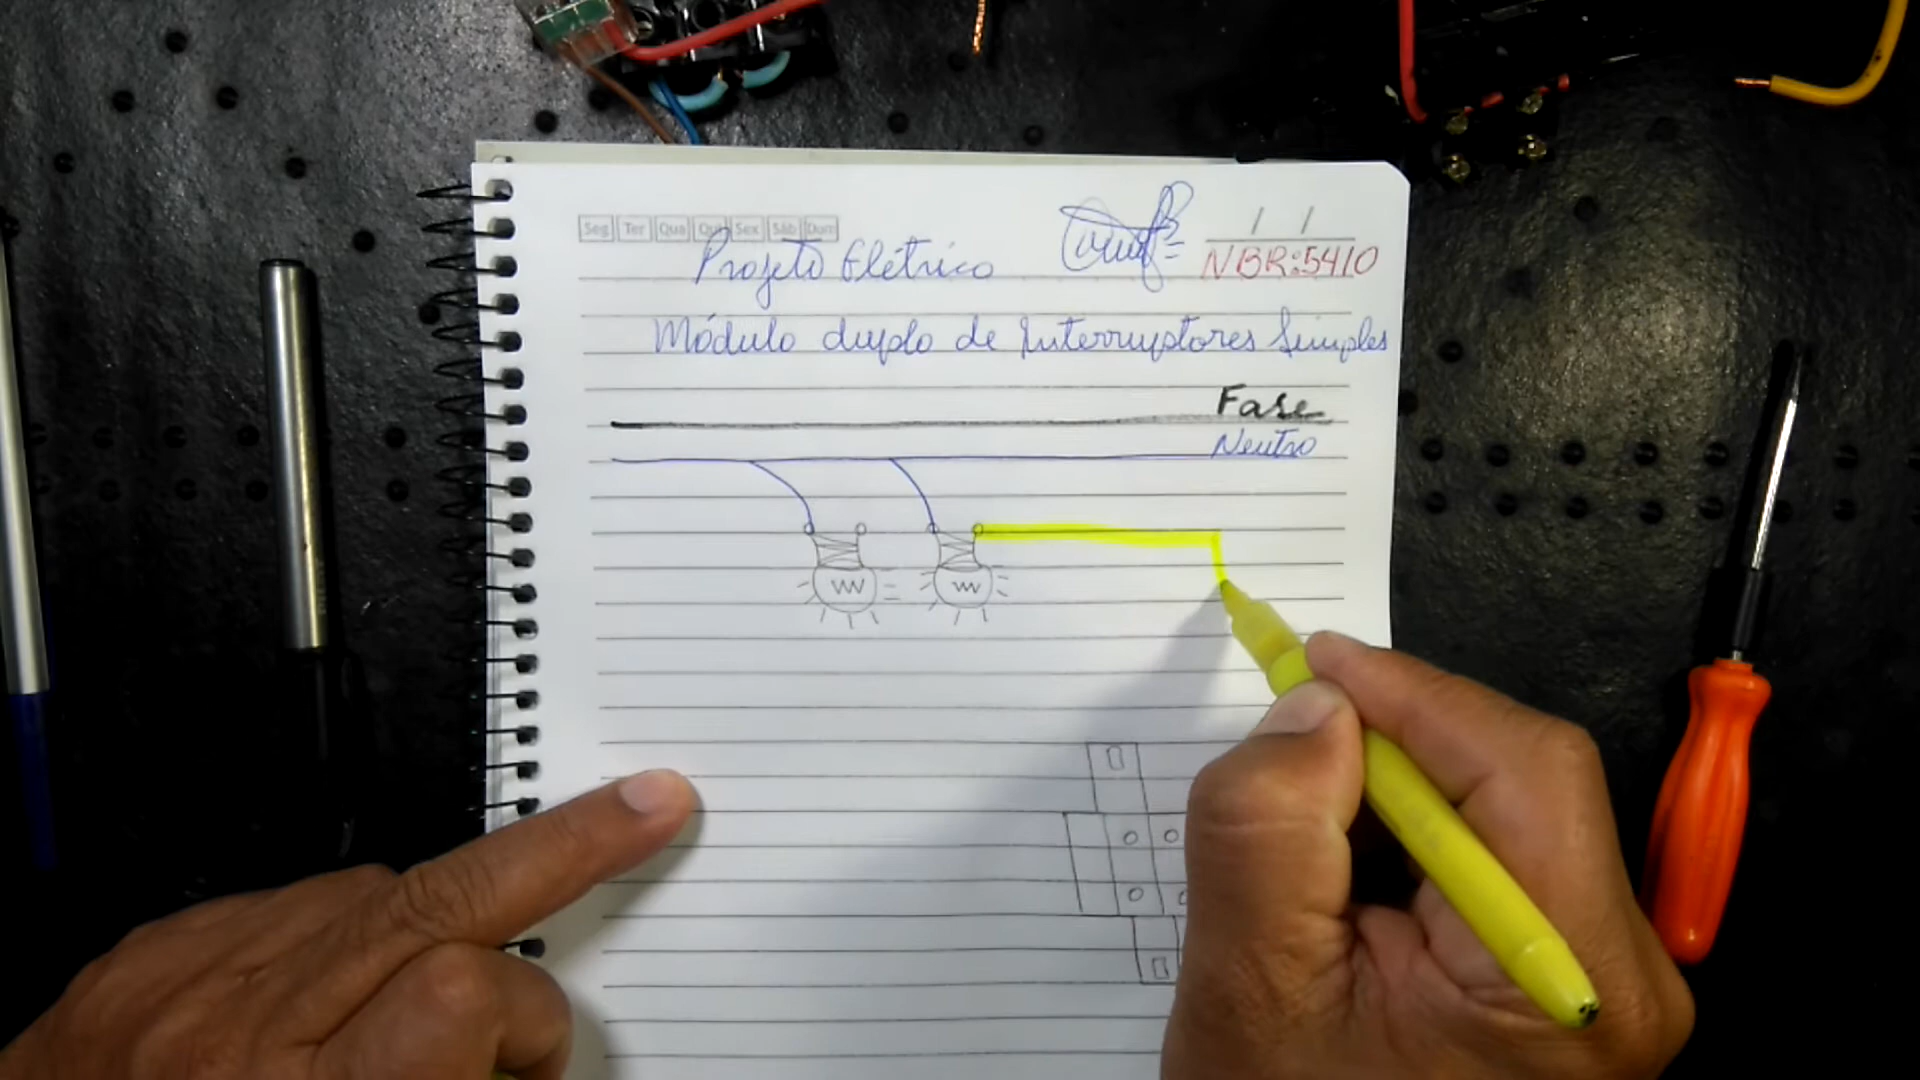 Seg Ter Qua Qui Sex Sáb Dom
/ /
Projeto Elétrico
NBR:5410
Módulo duplo de Interruptores Simples
Fase
Neutro